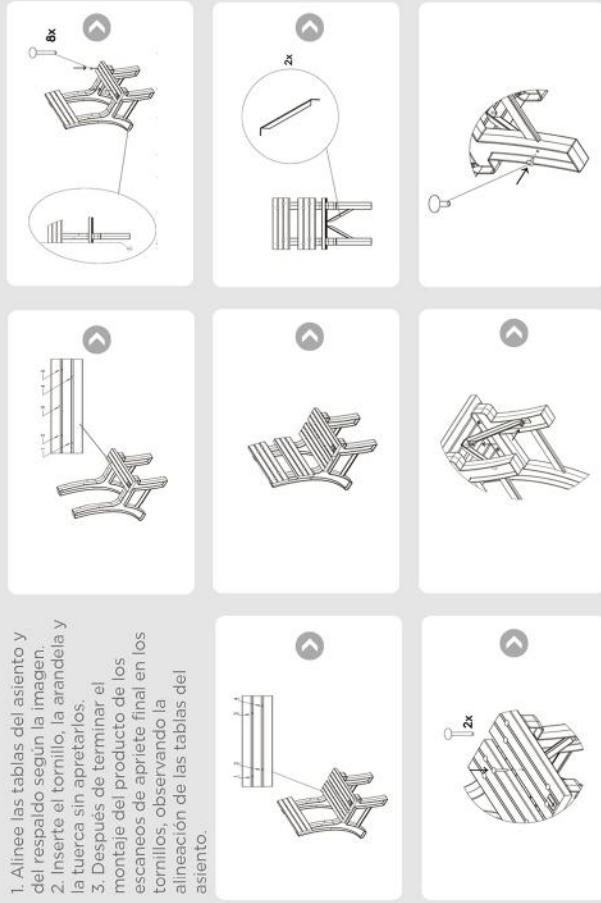 1. Alinee las tablas del asiento y
del respaldo según la imagen.
2. Inserte el tornillo, la arandela y
la tuerca sin apretarlos.
3. Después de terminar el
montaje del producto de los
escaneos de apriete final en los
tornillos, observando la
alineación de las tablas del
asiento.
8x
2x
2x